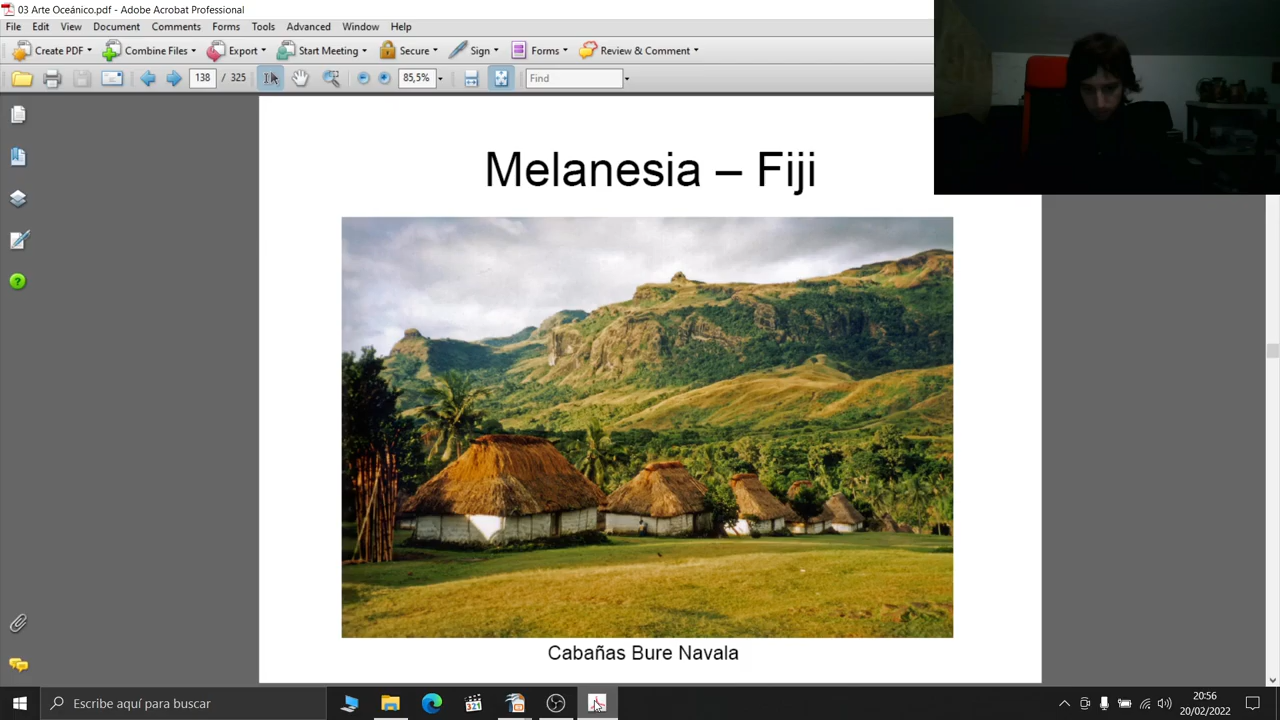 03 Arte Oceánico.pdf - Adobe Acrobat Professional
File Edit View Document Comments Forms Tools Advanced Window Help
Create PDF Combine Files Export Start Meeting Secure Sign Forms Review & Comment
138 / 325 85,5% Find
Melanesia – Fiji
Cabañas Bure Navala
Escribe aquí para buscar
321
20:56
20/02/2022